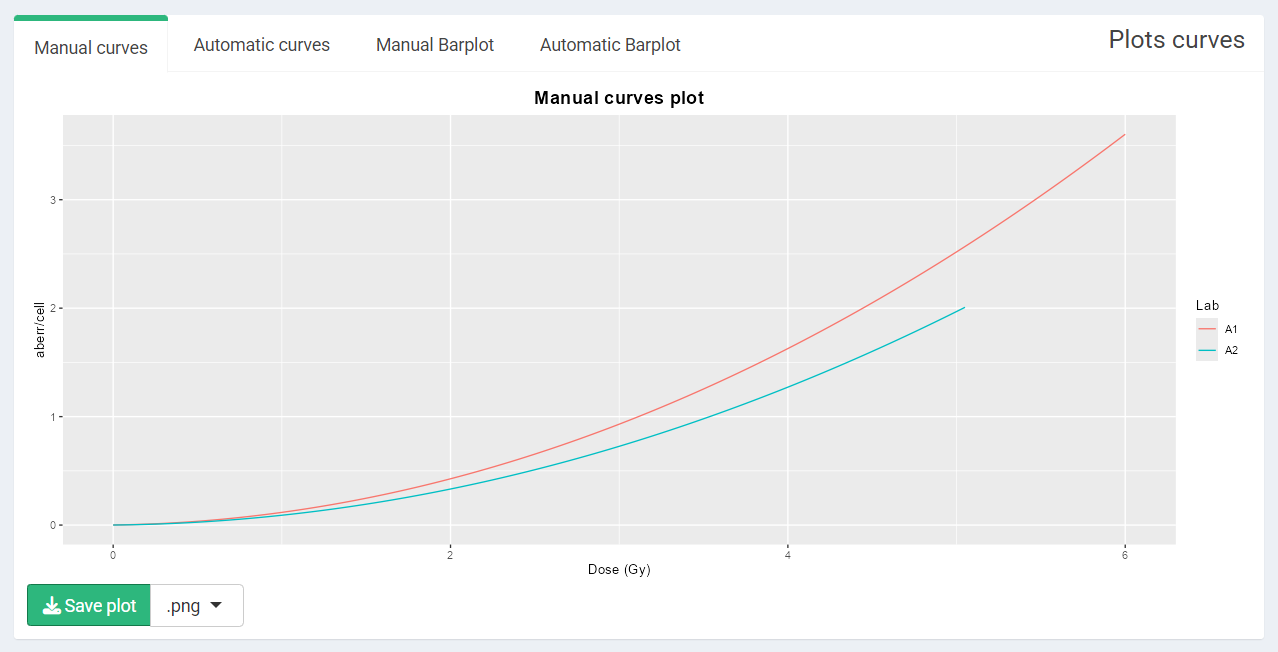 Manual curves
Automatic curves
Manual Barplot
Automatic Barplot
Plots curves
Manual curves plot
3
2
1
0
aberr/cell
0
2
4
6
Dose (Gy)
Lab
A1
A2
Save plot
.png